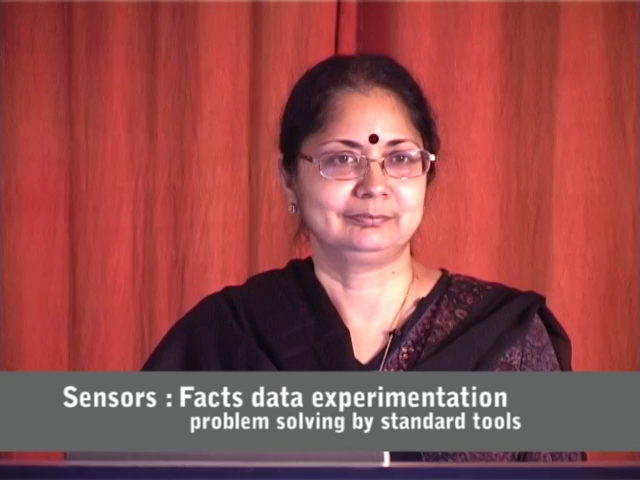 Sensors : Facts data experimentation
problem solving by standard tools